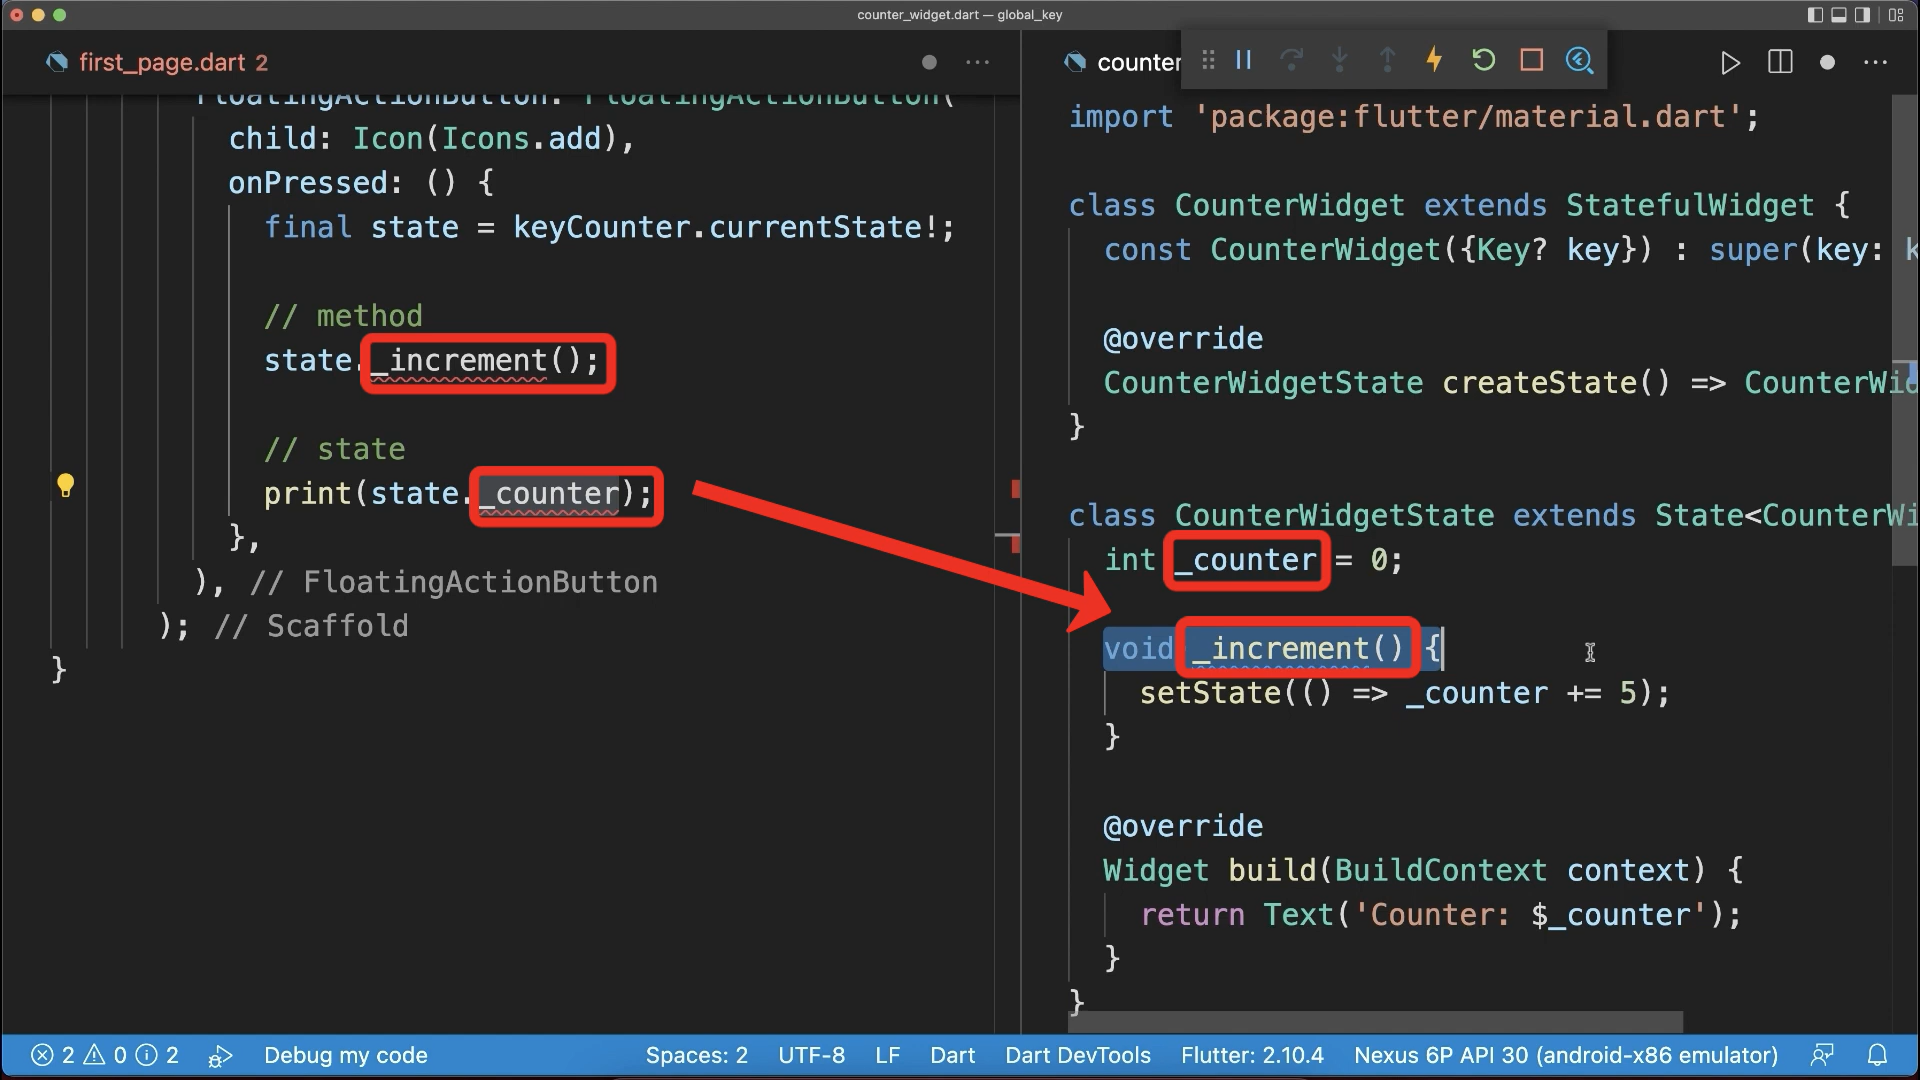 counter_widget.dart — global_key
first_page.dart 2
floatingActionButton: FloatingActionButton(
child: Icon(Icons.add),
onPressed: () {
final state = keyCounter.currentState!;
// method
state._increment();
// state
print(state._counter);
},
), // FloatingActionButton
); // Scaffold
}
counter
import 'package:flutter/material.dart';
class CounterWidget extends StatefulWidget {
const CounterWidget({Key? key}) : super(key: k
@override
CounterWidgetState createState() => CounterWid
}
class CounterWidgetState extends State<CounterWi
int _counter = 0;
void _increment() {
setState(() => _counter += 5);
}
@override
Widget build(BuildContext context) {
return Text('Counter: $_counter');
}
}
2 0 2 Debug my code Spaces: 2 UTF-8 LF Dart Dart DevTools Flutter: 2.10.4 Nexus 6P API 30 (android-x86 emulator)